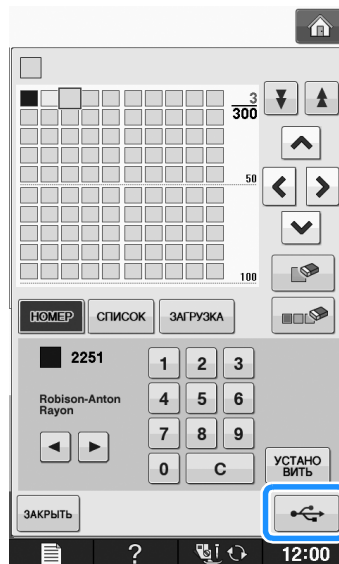 3
300
50
100
НОМЕР СПИСОК ЗАГРУЗКА
2251
Robison-Anton
Rayon
1 2 3
4 5 6
7 8 9
0 C
УСТАНО
ВИТЬ
ЗАКРЫТЬ
? 12:00